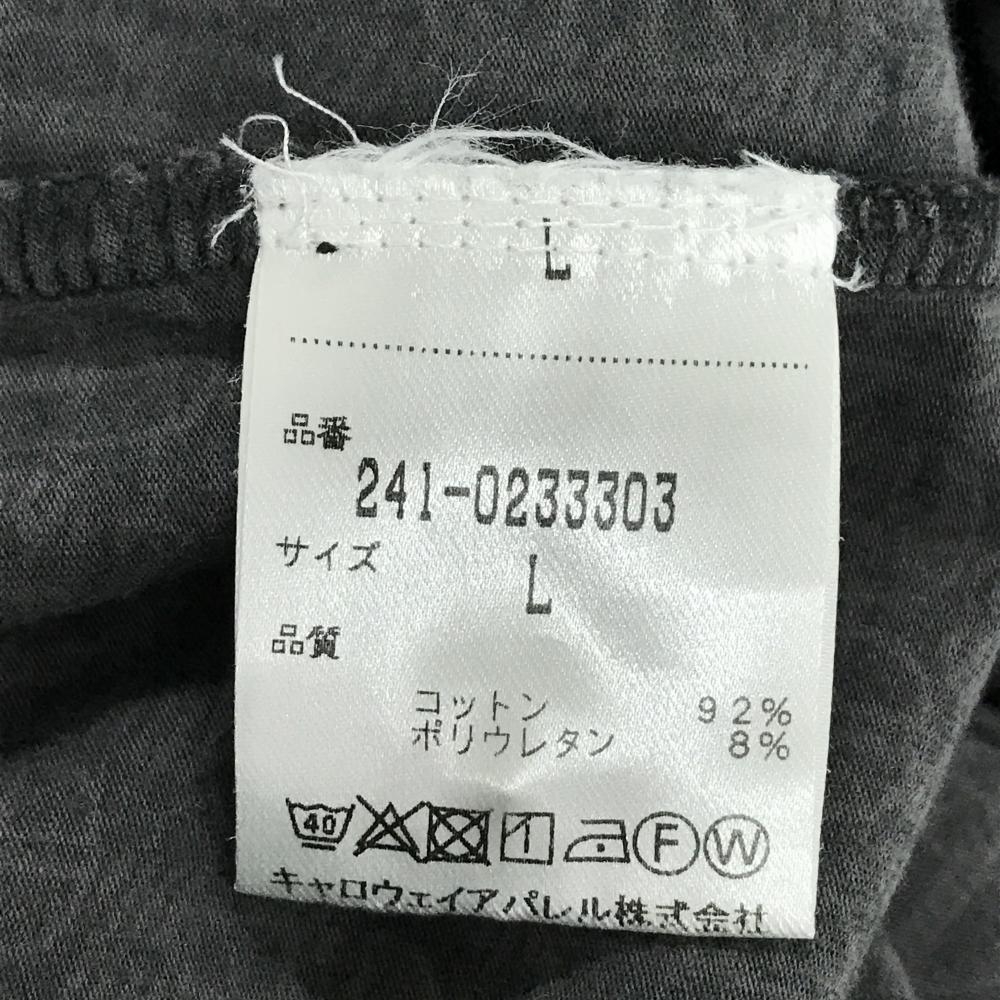 L
品番
241-0233303
サイズ L
品質
コットン 92%
ポリウレタン 8%
40 F W
キャロウェイアパレル株式会社